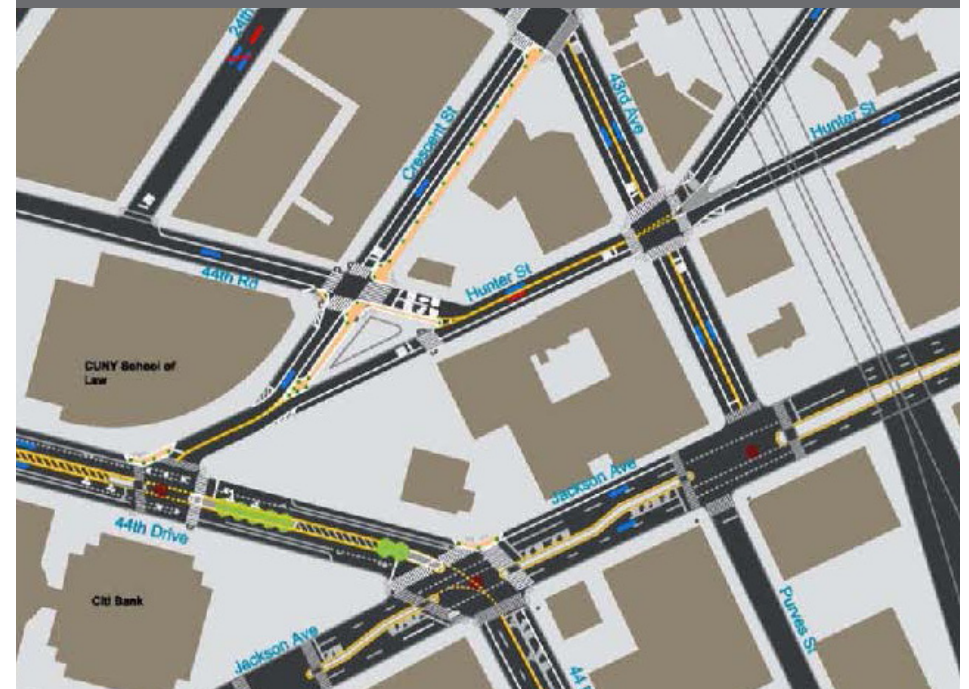 24th
Crescent St
43rd Ave
Hunter St
44th Rd
Hunter St
CUNY School of
Law
Jackson Ave
44th Drive
Citi Bank
Purves St
Jackson Ave
44